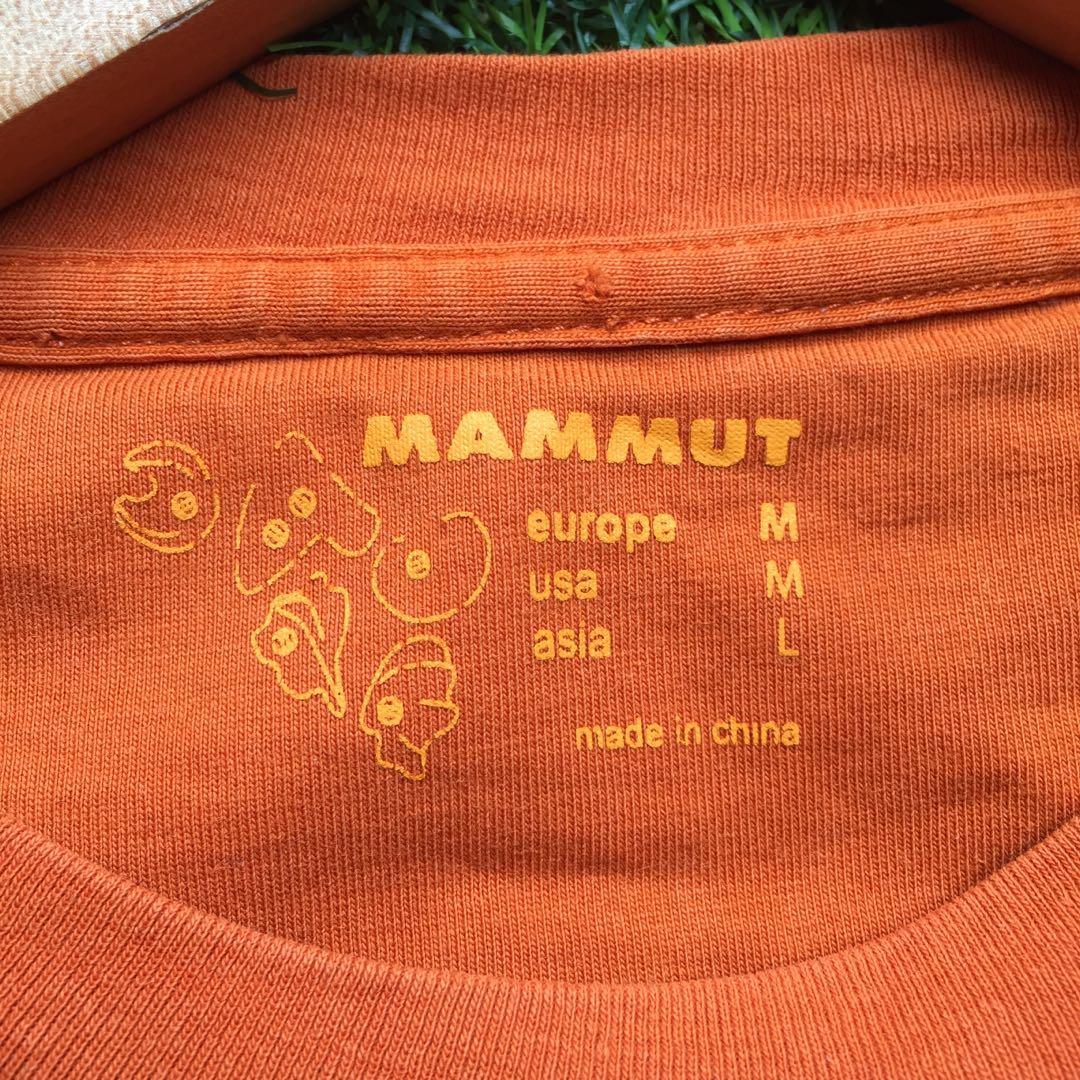 MAMMUT
europe M
usa M
asia L
made in china